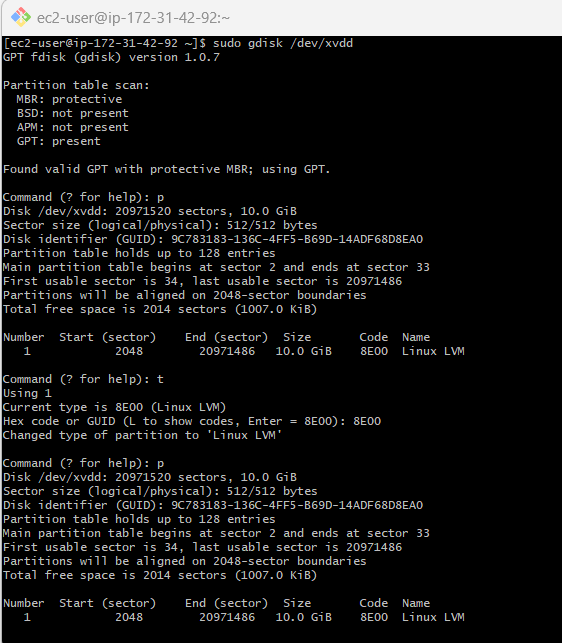 ec2-user@ip-172-31-42-92:~
[ec2-user@ip-172-31-42-92 ~]$ sudo gdisk /dev/xvdd
GPT fdisk (gdisk) version 1.0.7
Partition table scan:
MBR: protective
BSD: not present
APM: not present
GPT: present
Found valid GPT with protective MBR; using GPT.
Command (? for help): p
Disk /dev/xvdd: 20971520 sectors, 10.0 GiB
Sector size (logical/physical): 512/512 bytes
Disk identifier (GUID): 9C783183-136C-4FF5-B69D-14ADF68D8EA0
Partition table holds up to 128 entries
Main partition table begins at sector 2 and ends at sector 33
First usable sector is 34, last usable sector is 20971486
Partitions will be aligned on 2048-sector boundaries
Total free space is 2014 sectors (1007.0 KiB)
Number Start (sector) End (sector) Size Code Name
1 2048 20971486 10.0 GiB 8E00 Linux LVM
Command (? for help): t
Using 1
Current type is 8E00 (Linux LVM)
Hex code or GUID (L to show codes, Enter = 8E00): 8E00
Changed type of partition to 'Linux LVM'
Command (? for help): p
Disk /dev/xvdd: 20971520 sectors, 10.0 GiB
Sector size (logical/physical): 512/512 bytes
Disk identifier (GUID): 9C783183-136C-4FF5-B69D-14ADF68D8EA0
Partition table holds up to 128 entries
Main partition table begins at sector 2 and ends at sector 33
First usable sector is 34, last usable sector is 20971486
Partitions will be aligned on 2048-sector boundaries
Total free space is 2014 sectors (1007.0 KiB)
Number Start (sector) End (sector) Size Code Name
1 2048 20971486 10.0 GiB 8E00 Linux LVM